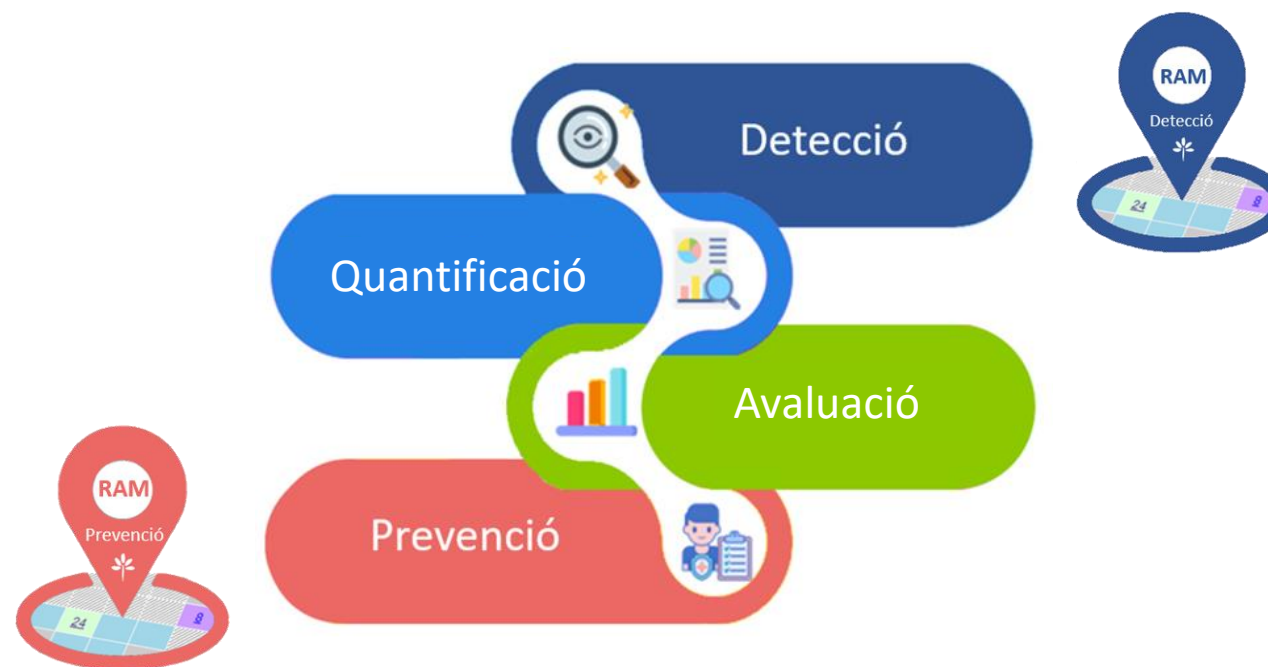 RAM
Detecció
24
Detecció
Quantificació
Avaluació
RAM
Prevenció
24
Prevenció